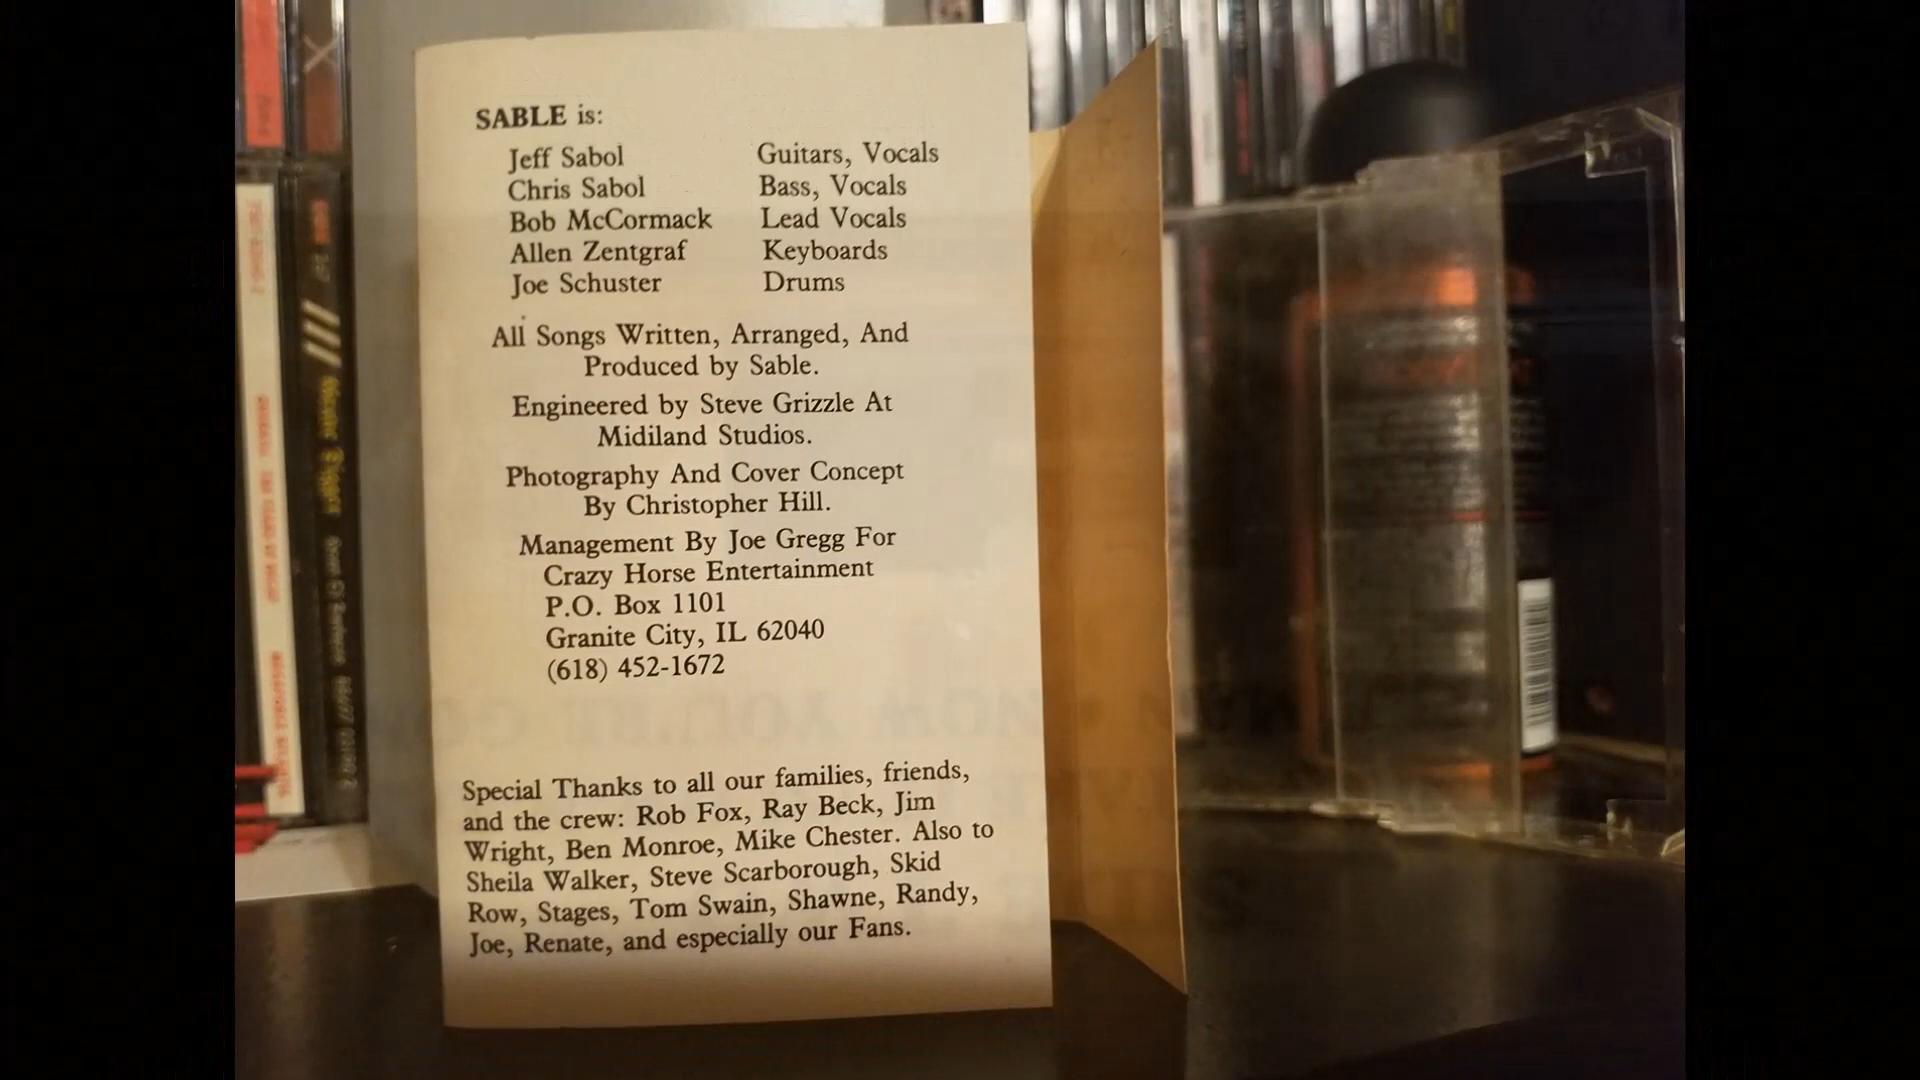 SABLE is:
Jeff Sabol Guitars, Vocals
Chris Sabol Bass, Vocals
Bob McCormack Lead Vocals
Allen Zentgraf Keyboards
Joe Schuster Drums
All Songs Written, Arranged, And
Produced by Sable.
Engineered by Steve Grizzle At
Midiland Studios.
Photography And Cover Concept
By Christopher Hill.
Management By Joe Gregg For
Crazy Horse Entertainment
P.O. Box 1101
Granite City, IL 62040
(618) 452-1672
Special Thanks to all our families, friends,
and the crew: Rob Fox, Ray Beck, Jim
Wright, Ben Monroe, Mike Chester. Also to
Sheila Walker, Steve Scarborough, Skid
Row, Stages, Tom Swain, Shawne, Randy,
Joe, Renate, and especially our Fans.